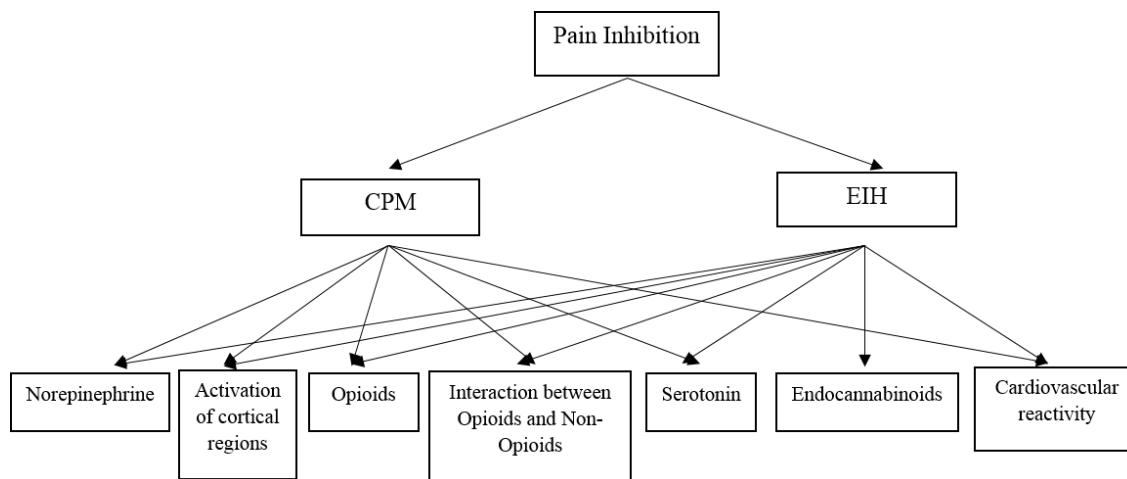 Pain Inhibition
CPM
EIH
Norepinephrine
Activation
of cortical
regions
Opioids
Interaction between
Opioids and Non-
Opioids
Serotonin
Endocannabinoids
Cardiovascular
reactivity